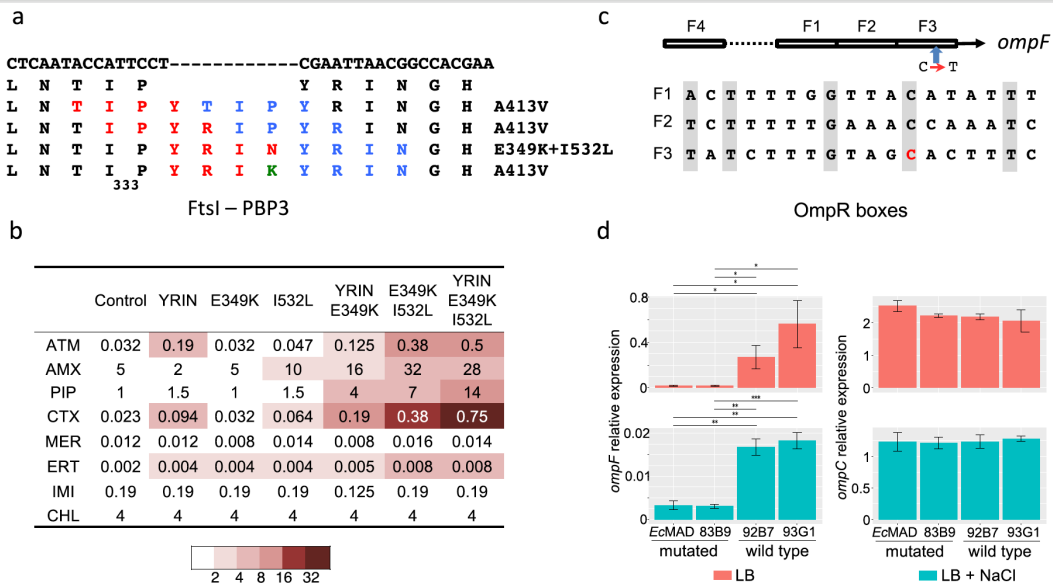 a
CTCAATACCATTCCT------------CGAATTAACGGCCACGAA
L N T I P Y R I N G H
L N T I P Y T I P Y R I N G H A413V
L N T I P Y R I P Y R I N G H A413V
L N T I P Y R I N Y R I N G H E349K+I532L
L N T I P Y R I K Y R I N G H A413V
333
FtsI – PBP3
b
Control YRIN E349K I532L YRIN E349K E349K I532L YRIN E349K I532L
ATM 0.032 0.19 0.032 0.047 0.125 0.38 0.5
AMX 5 2 5 10 16 32 28
PIP 1 1.5 1 1.5 4 7 14
CTX 0.023 0.094 0.032 0.064 0.19 0.38 0.75
MER 0.012 0.012 0.008 0.014 0.008 0.016 0.014
ERT 0.002 0.004 0.004 0.004 0.005 0.008 0.008
IMI 0.19 0.19 0.19 0.19 0.125 0.19 0.19
CHL 4 4 4 4 4 4 4
2 4 8 16 32
c
F4 F1 F2 F3
ompF
C T
F1 A C T T T T G G T T A C A T A T T T
F2 T C T T T T T G A A A C C A A A T C
F3 T A T C T T T G T A G C A C T T T C
OmpR boxes
d
*
*
*
*
0.8
0.4
0
***
**
**
**
0.02
0.01
0
ompF relative expression
EcMAD 83B9 92B7 93G1
mutated wild type
LB
2
1
0
1
0
ompC relative expression
EcMAD 83B9 92B7 93G1
mutated wild type
LB + NaCl